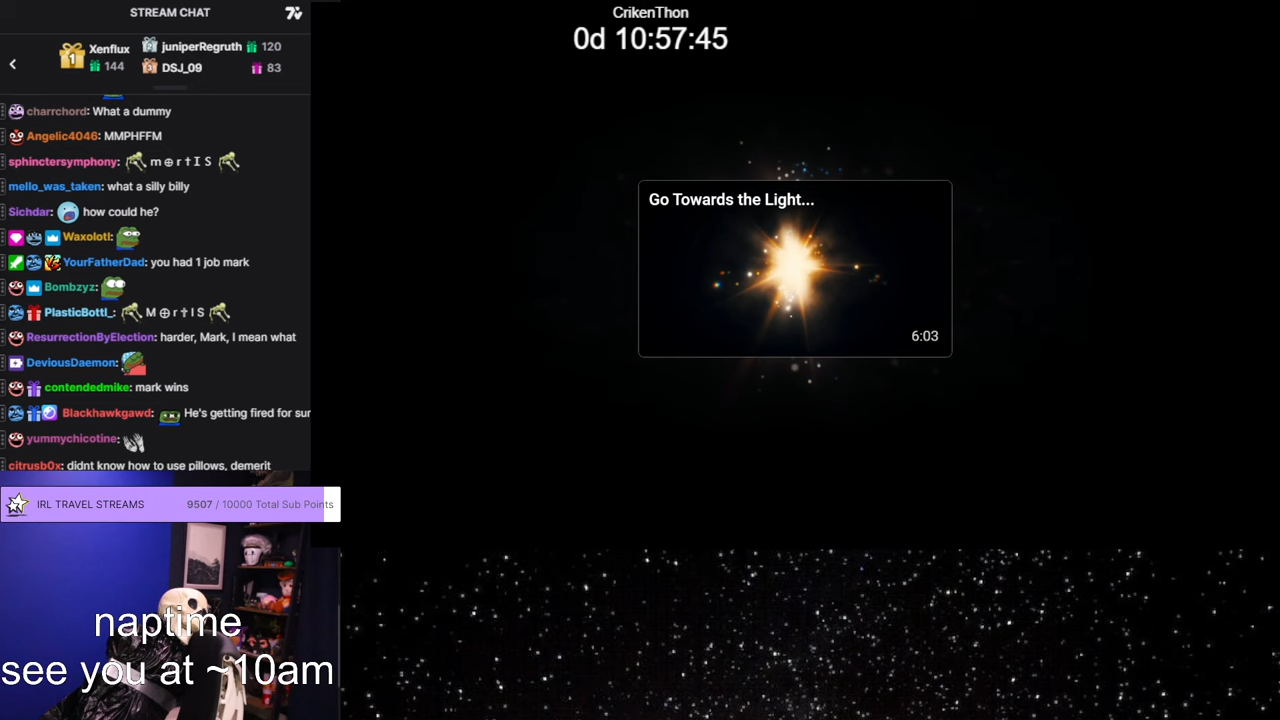 STREAM CHAT
CrikenThon
0d 10:57:45
1 Xenflux 144
2 juniperRegruth 120
3 DSJ_09 83
charrchord: What a dummy
Angelic4046: MMPHFFM
sphinctersymphony: m ⊕ r † I S
mello_was_taken: what a silly billy
Sichdar: how could he?
Waxolotl:
YourFatherDad: you had 1 job mark
Bombzyz:
PlasticBottl_: M ⊕ r † I S
ResurrectionByElection: harder, Mark, I mean what
DeviousDaemon:
contendedmike: mark wins
Blackhawkgawd: He's getting fired for sur
yummychicotine:
citrusb0x: didnt know how to use pillows, demerit
Go Towards the Light...
6:03
IRL TRAVEL STREAMS 9507 / 10000 Total Sub Points
naptime
see you at ~10am